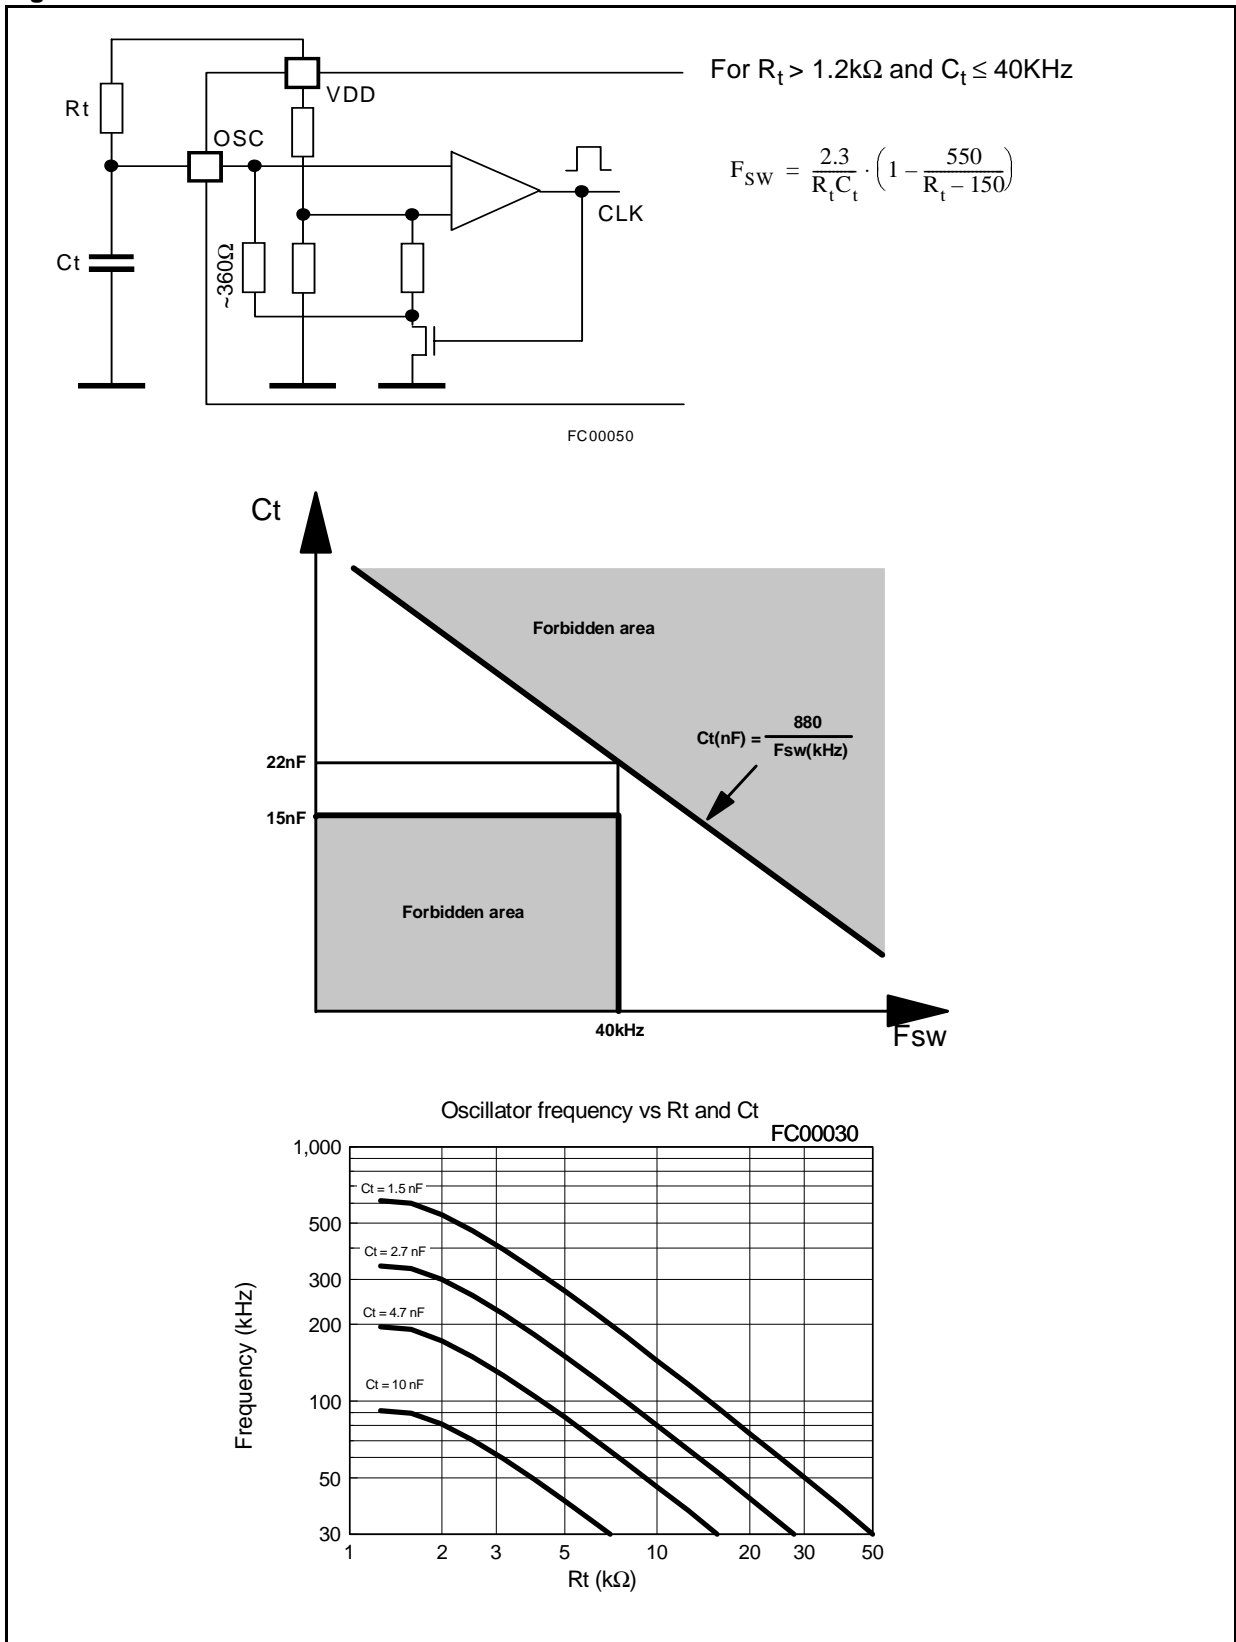 For Rt > 1.2kΩ and Ct ≤ 40KHz
VDD
Rt
OSC
FSW = 2.3 / RtCt · (1 − 550 / Rt − 150)
CLK
Ct
~360Ω
FC00050
Ct
Forbidden area
Ct(nF) = 880 / Fsw(kHz)
22nF
15nF
Forbidden area
40kHz
Fsw
Oscillator frequency vs Rt and Ct
FC00030
1,000
Ct = 1.5 nF
500
Ct = 2.7 nF
300
Ct = 4.7 nF
200
Ct = 10 nF
100
50
30
Frequency (kHz)
1 2 3 5 10 20 30 50
Rt (kΩ)